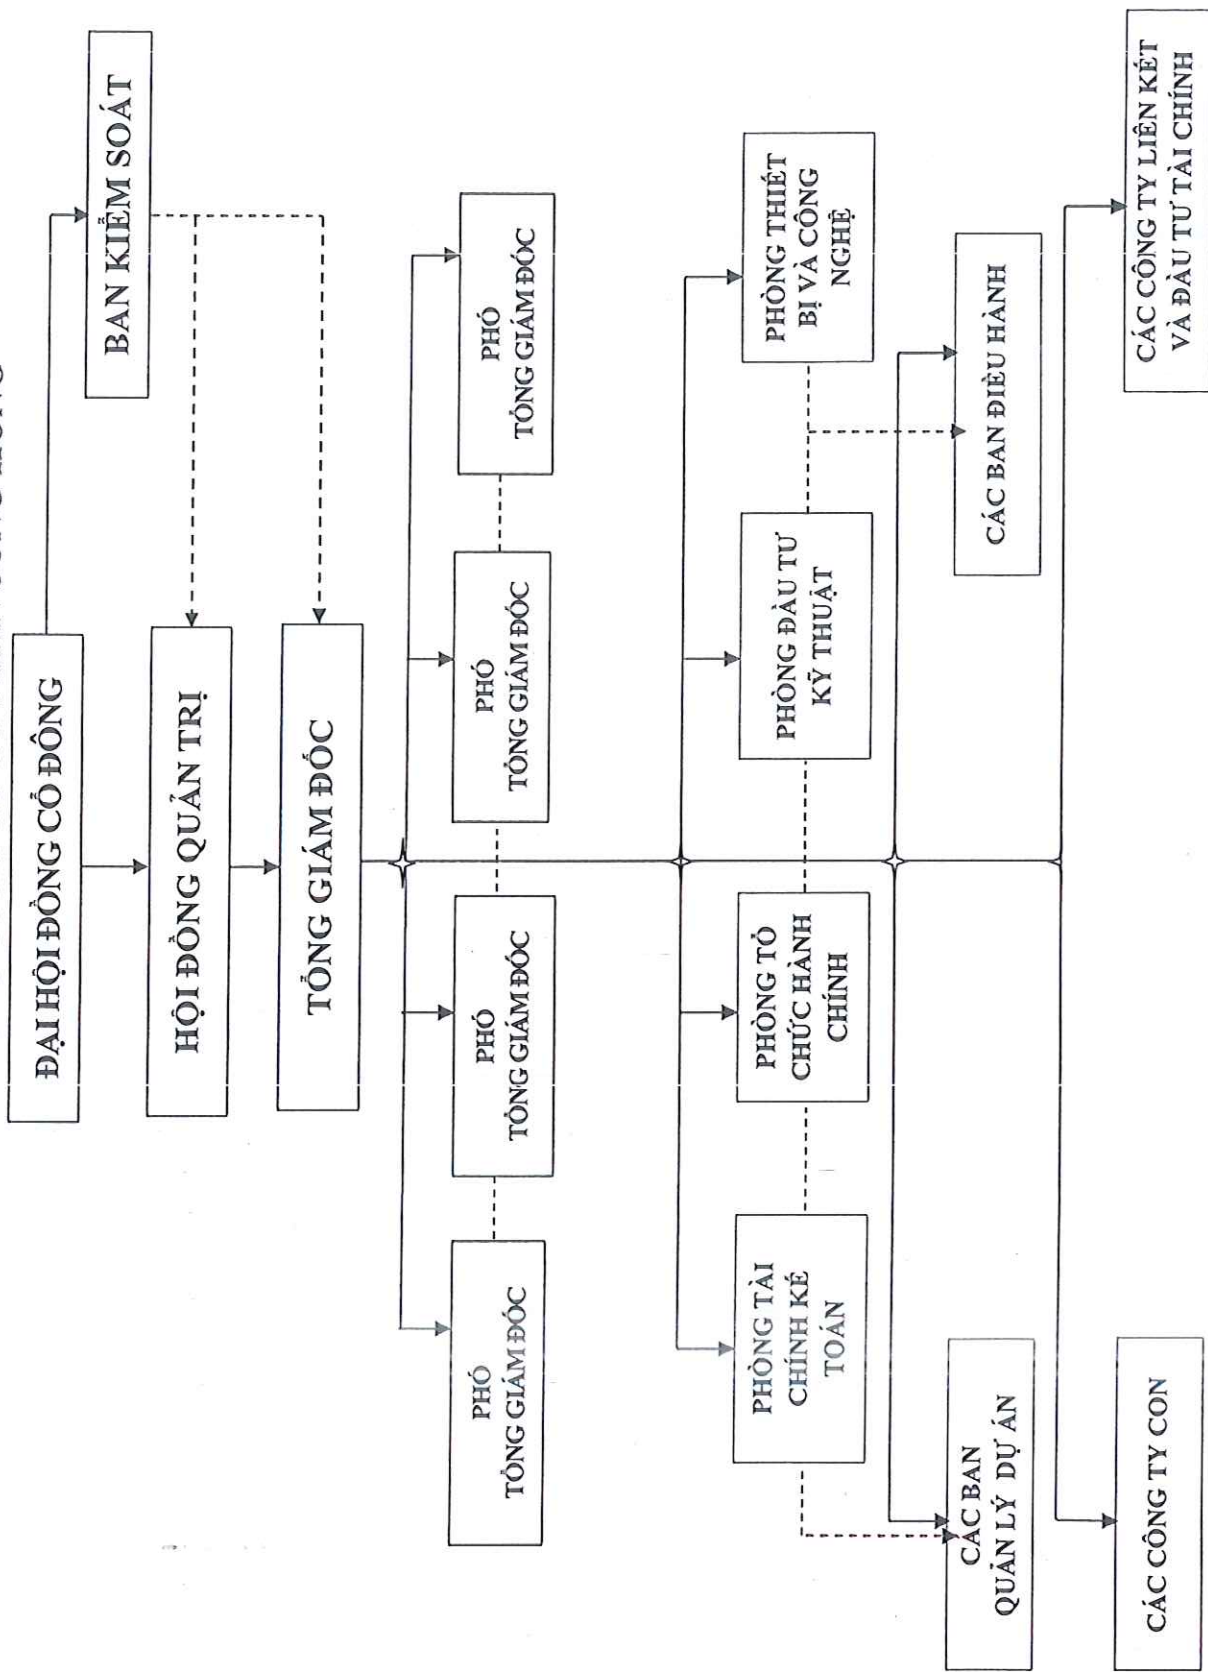 ĐẠI HỘI ĐỒNG CỔ ĐÔNG
BAN KIỂM SOÁT
HỘI ĐỒNG QUẢN TRỊ
TỔNG GIÁM ĐỐC
PHÓ
TỔNG GIÁM ĐỐC
PHÓ
TỔNG GIÁM ĐỐC
PHÓ
TỔNG GIÁM ĐỐC
PHÓ
TỔNG GIÁM ĐỐC
PHÒNG TÀI
CHÍNH KẾ
TOÁN
PHÒNG TỔ
CHỨC HÀNH
CHÍNH
PHÒNG ĐẦU TƯ
KỸ THUẬT
PHÒNG THIẾT
BỊ VÀ CÔNG
NGHỆ
CÁC BAN
QUẢN LÝ DỰ ÁN
CÁC BAN ĐIỀU HÀNH
CÁC CÔNG TY CON
CÁC CÔNG TY LIÊN KẾT
VÀ ĐẦU TƯ TÀI CHÍNH